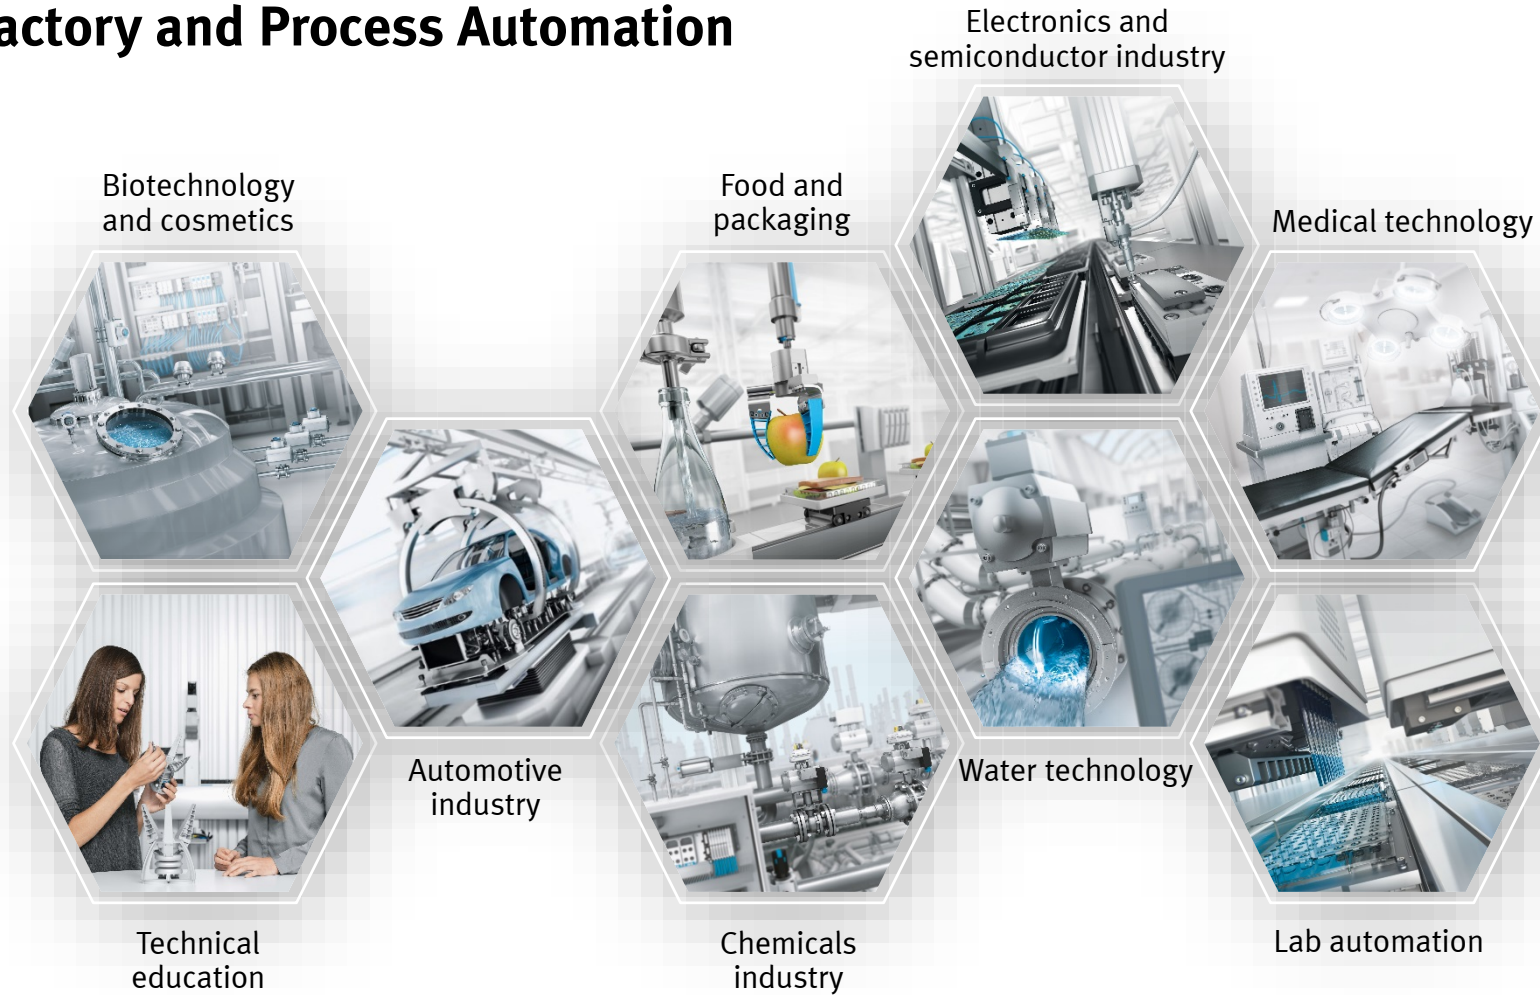 actory and Process Automation
Electronics and
semiconductor industry
Biotechnology
and cosmetics
Food and
packaging
Medical technology
Automotive
industry
Water technology
Technical
education
Chemicals
industry
Lab automation